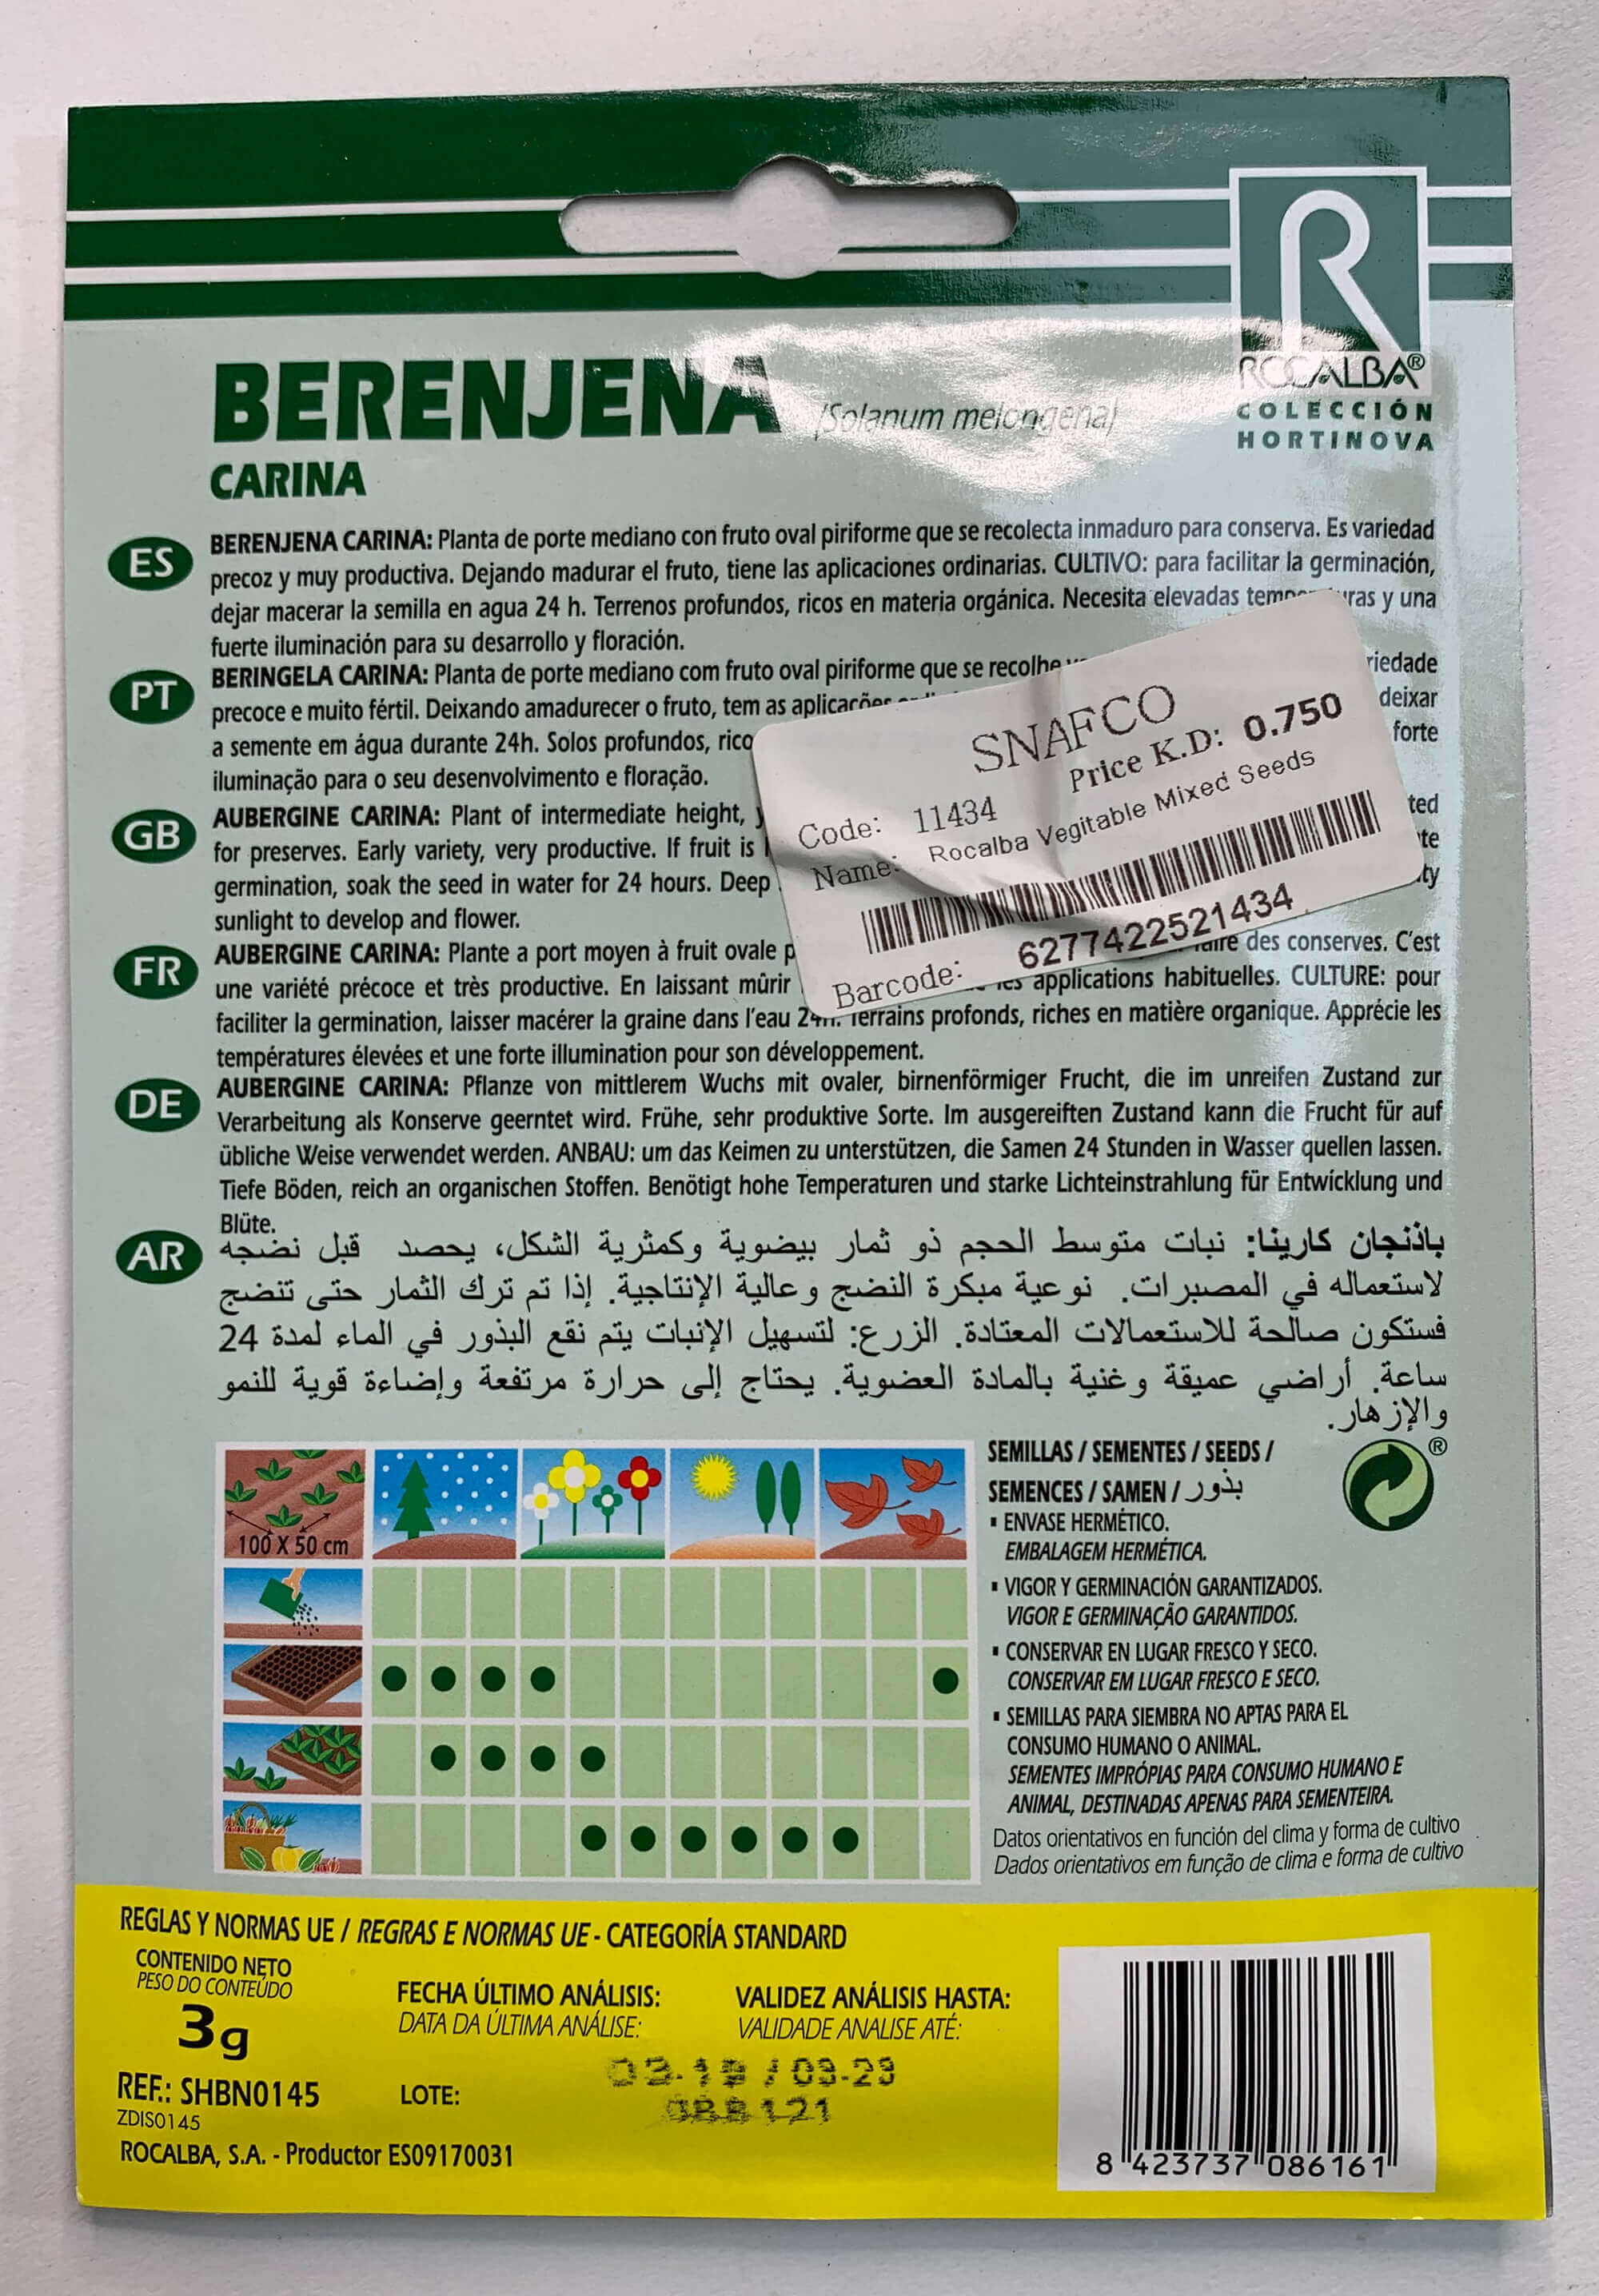 ROCALBA®
COLECCIÓN
HORTINOVA
BERENJENA (Solanum melongena)
CARINA
ES
BERENJENA CARINA: Planta de porte mediano con fruto oval piriforme que se recolecta inmaduro para conserva. Es variedad
precoz y muy productiva. Dejando madurar el fruto, tiene las aplicaciones ordinarias. CULTIVO: para facilitar la germinación,
dejar macerar la semilla en agua 24 h. Terrenos profundos, ricos en materia orgánica. Necesita elevadas y una
fuerte iluminación para su desarrollo y floración.
PT
BERINGELA CARINA: Planta de porte mediano com fruto oval piriforme que se recolhe
precoce e muito fértil. Deixando amadurecer o fruto, tem as aplicações deixar
a semente em água durante 24h. Solos profundos, forte
iluminação para o seu desenvolvimento e floração.
GB
AUBERGINE CARINA: Plant of intermediate height,
for preserves. Early variety, very productive. If fruit is
germination, soak the seed in water for 24 hours. Deep
sunlight to develop and flower.
FR
AUBERGINE CARINA: Plante a port moyen à fruit ovale des conserves. C'est
une variété précoce et très productive. En laissant mûrir applications habituelles. CULTURE: pour
faciliter la germination, laisser macérer la graine dans l'eau 24h. Terrains profonds, riches en matière organique. Apprécie les
températures élevées et une forte illumination pour son développement.
DE
AUBERGINE CARINA: Pflanze von mittlerem Wuchs mit ovaler, birnenförmiger Frucht, die im unreifen Zustand zur
Verarbeitung als Konserve geerntet wird. Frühe, sehr produktive Sorte. Im ausgereiften Zustand kann die Frucht für auf
übliche Weise verwendet werden. ANBAU: um das Keimen zu unterstützen, die Samen 24 Stunden in Wasser quellen lassen.
Tiefe Böden, reich an organischen Stoffen. Benötigt hohe Temperaturen und starke Lichteinstrahlung für Entwicklung und
Blüte.
AR
باذنجان كارينا: نبات متوسط الحجم ذو ثمار بيضوية وكمثرية الشكل، يحصد قبل نضجه
لاستعماله في المصبرات. نوعية مبكرة النضج وعالية الإنتاجية. إذا تم ترك الثمار حتى تنضج
فستكون صالحة للاستعمالات المعتادة. الزرع: لتسهيل الإنبات يتم نقع البذور في الماء لمدة 24
ساعة. أراضي عميقة وغنية بالمادة العضوية. يحتاج إلى حرارة مرتفعة وإضاءة قوية للنمو
والإزهار.
SNAFCO
Price K.D: 0.750
Code: 11434
Name: Rocalba Vegitable Mixed Seeds
Barcode: 6277422521434
100 X 50 cm
SEMILLAS / SEMENTES / SEEDS /
SEMENCES / SAMEN / بذور
®
▪ ENVASE HERMÉTICO.
EMBALAGEM HERMÉTICA.
▪ VIGOR Y GERMINACIÓN GARANTIZADOS.
VIGOR E GERMINAÇÃO GARANTIDOS.
▪ CONSERVAR EN LUGAR FRESCO Y SECO.
CONSERVAR EM LUGAR FRESCO E SECO.
▪ SEMILLAS PARA SIEMBRA NO APTAS PARA EL
CONSUMO HUMANO O ANIMAL.
SEMENTES IMPRÓPIAS PARA CONSUMO HUMANO E
ANIMAL, DESTINADAS APENAS PARA SEMENTEIRA.
Datos orientativos en función del clima y forma de cultivo
Dados orientativos em função de clima e forma de cultivo
REGLAS Y NORMAS UE / REGRAS E NORMAS UE - CATEGORÍA STANDARD
CONTENIDO NETO
PESO DO CONTEÚDO
3g
FECHA ÚLTIMO ANÁLISIS:
DATA DA ÚLTIMA ANÁLISE:
VALIDEZ ANÁLISIS HASTA:
VALIDADE ANALISE ATÉ:
/ 03-23
REF.: SHBN0145
ZDIS0145
LOTE:
ROCALBA, S.A. - Productor ES09170031
8 423737 086161